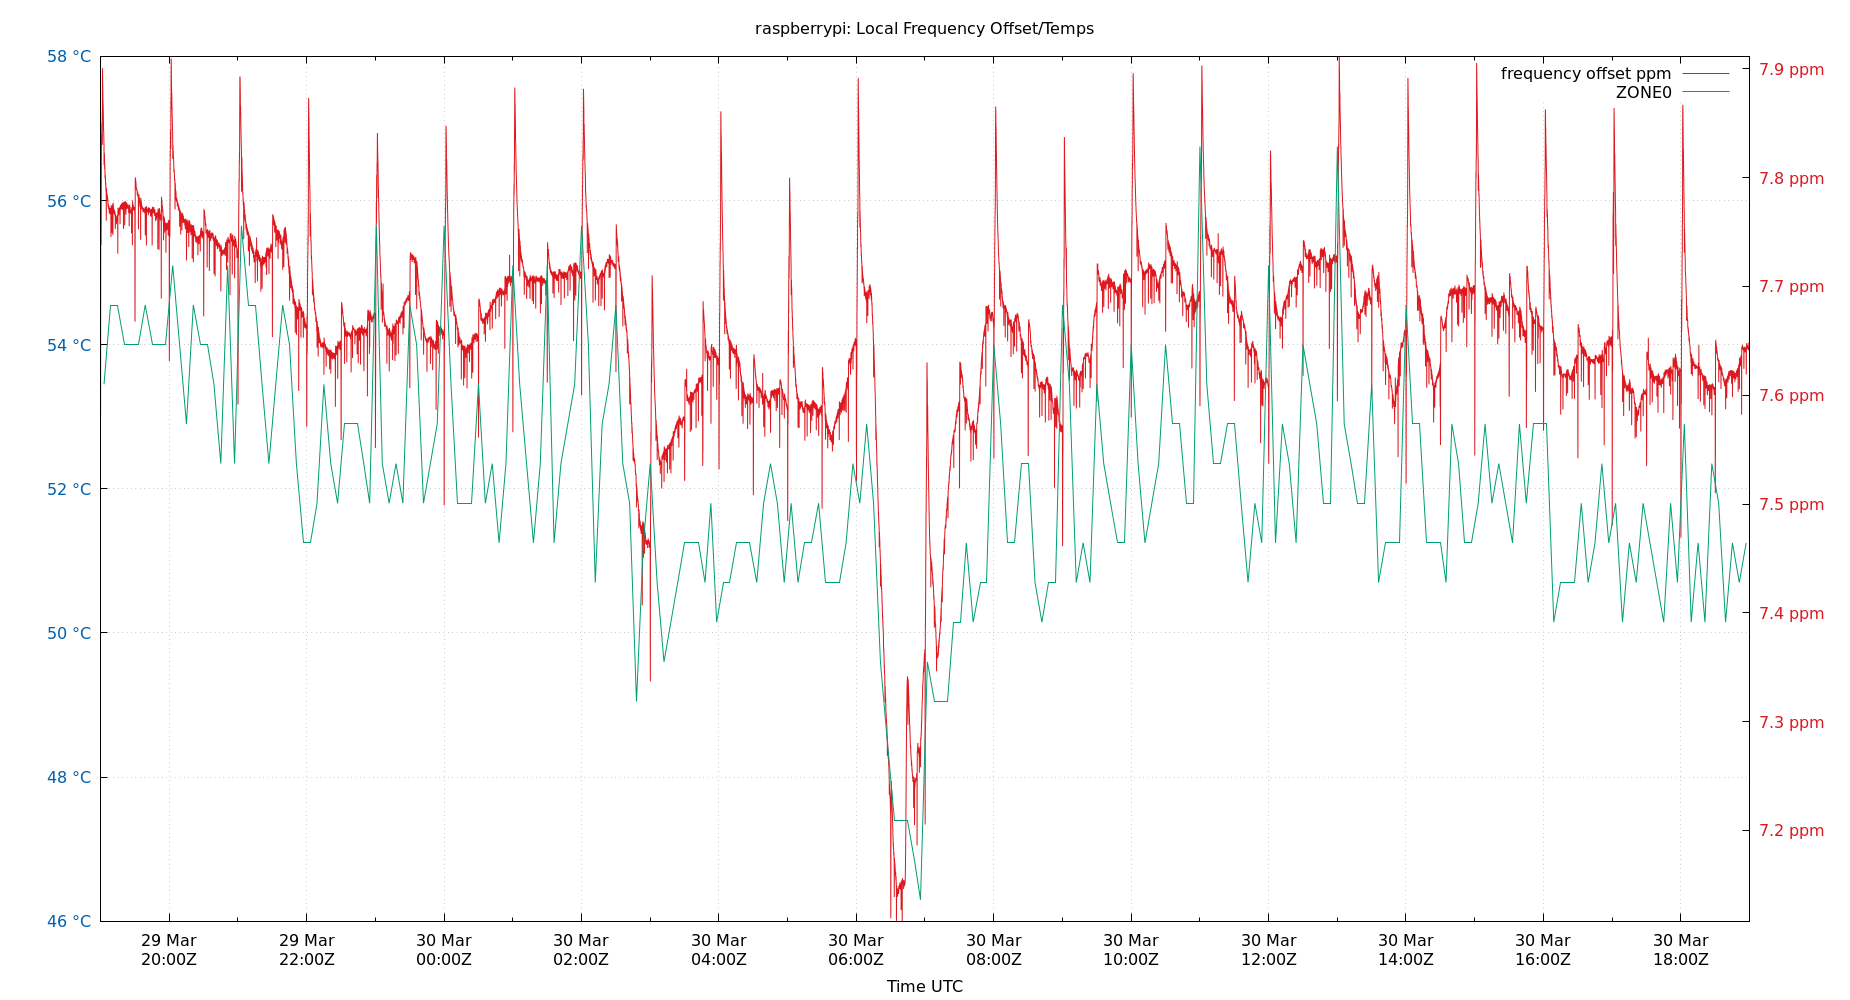 raspberrypi: Local Frequency Offset/Temps
58 °C
56 °C
54 °C
52 °C
50 °C
48 °C
46 °C
7.9 ppm
7.8 ppm
7.7 ppm
7.6 ppm
7.5 ppm
7.4 ppm
7.3 ppm
7.2 ppm
frequency offset ppm
ZONE0
29 Mar
20:00Z
29 Mar
22:00Z
30 Mar
00:00Z
30 Mar
02:00Z
30 Mar
04:00Z
30 Mar
06:00Z
30 Mar
08:00Z
30 Mar
10:00Z
30 Mar
12:00Z
30 Mar
14:00Z
30 Mar
16:00Z
30 Mar
18:00Z
Time UTC